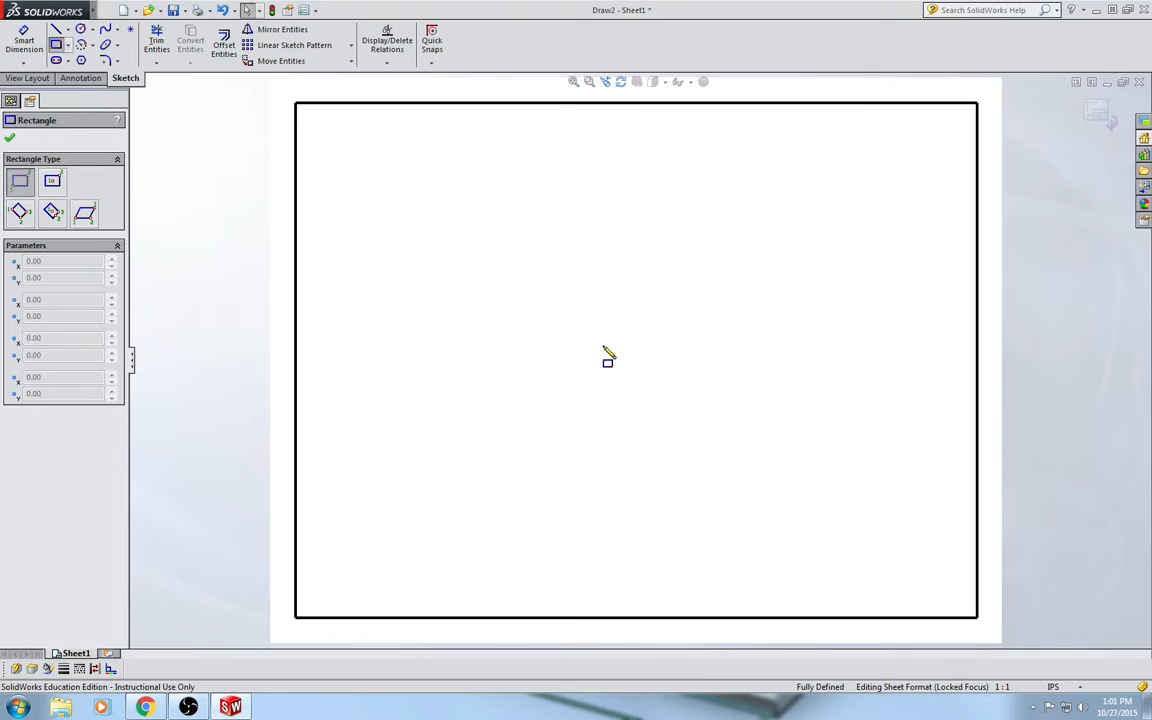 SOLIDWORKS
Draw2 - Sheet1 *
Search SolidWorks Help
Smart Dimension
Trim Entities
Convert Entities
Offset Entities
Mirror Entities
Linear Sketch Pattern
Move Entities
Display/Delete Relations
Quick Snaps
View Layout
Annotation
Sketch
Rectangle
?
Rectangle Type
Parameters
0.00
0.00
0.00
0.00
0.00
0.00
0.00
0.00
Sheet1
SolidWorks Education Edition - Instructional Use Only
Fully Defined
Editing Sheet Format (Locked Focus)
1 : 1
IPS
1:01 PM
10/27/2015